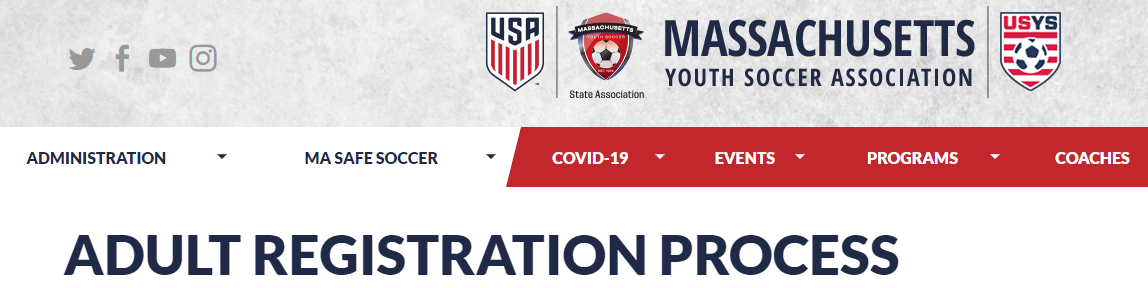 USA
MASSACHUSETTS
YOUTH SOCCER
State Association
MASSACHUSETTS
YOUTH SOCCER ASSOCIATION
USYS
ADMINISTRATION
MA SAFE SOCCER
COVID-19
EVENTS
PROGRAMS
COACHES
ADULT REGISTRATION PROCESS